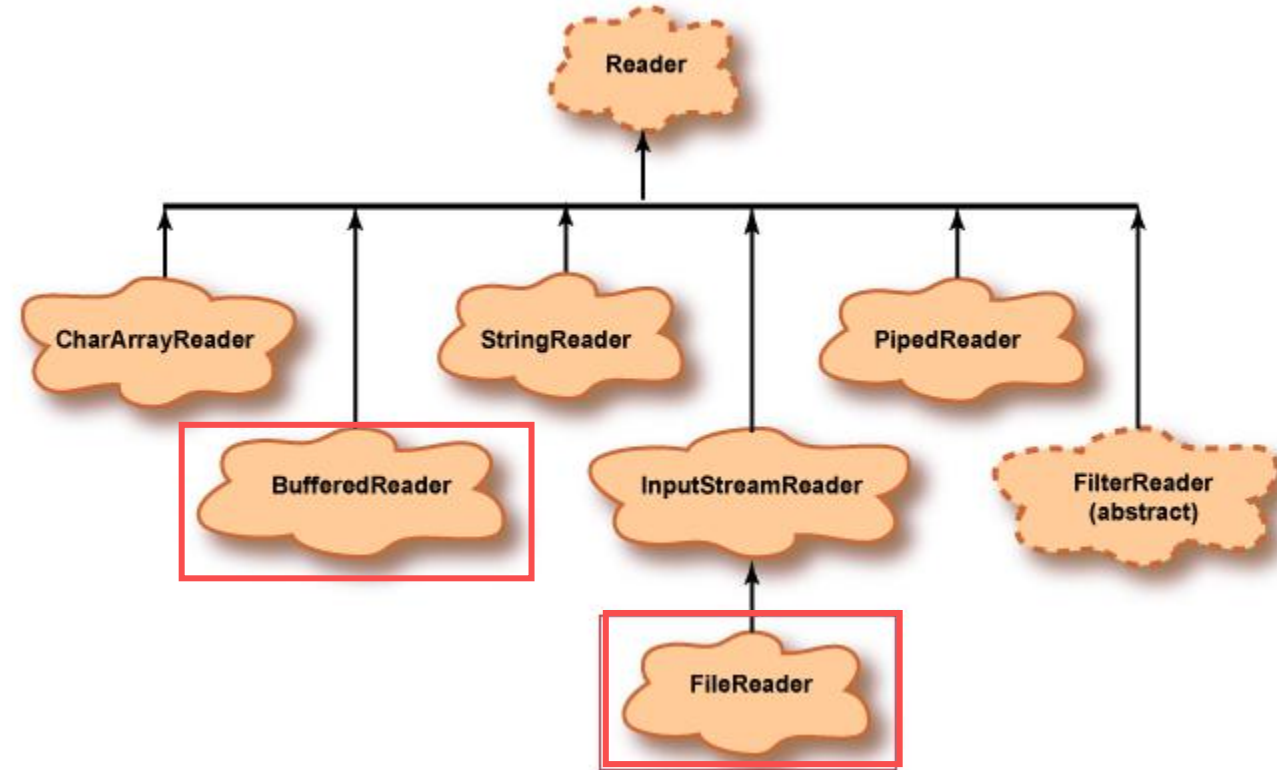 Reader
CharArrayReader
StringReader
PipedReader
BufferedReader
InputStreamReader
FilterReader
(abstract)
FileReader